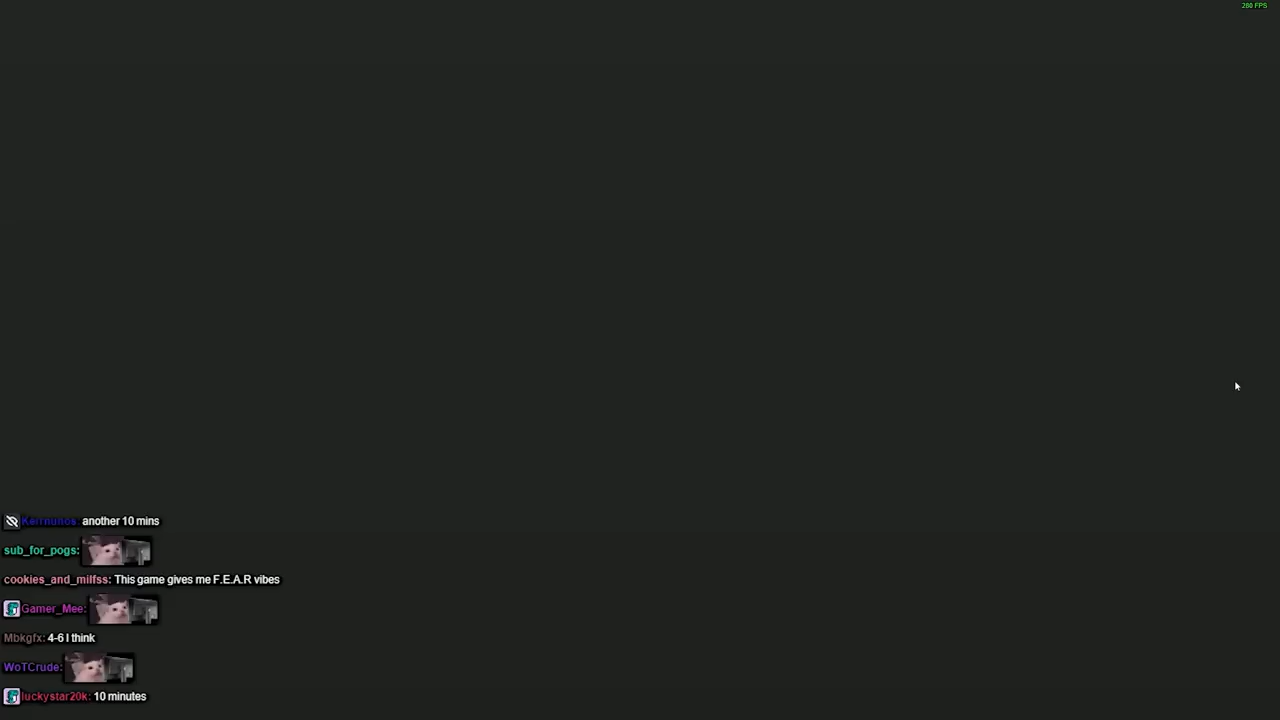 280 FPS
Kerrnunos: another 10 mins
sub_for_pogs:
cookies_and_milfss: This game gives me F.E.A.R vibes
Gamer_Mee:
Mbkgfx: 4-6 I think
WoTCrude:
luckystar20k: 10 minutes